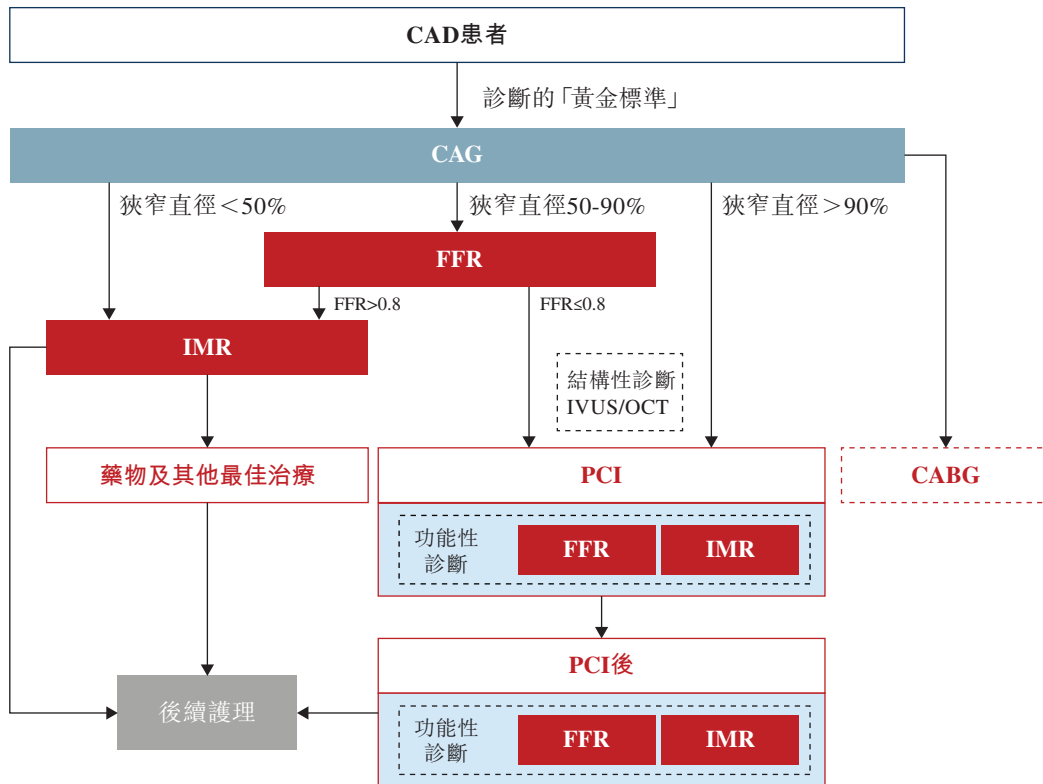 CAD患者
診斷的「黃金標準」
CAG
狹窄直徑＜50%
狹窄直徑50-90%
狹窄直徑＞90%
FFR
FFR>0.8
FFR≤0.8
IMR
結構性診斷
IVUS/OCT
藥物及其他最佳治療
PCI
CABG
功能性
診斷
FFR
IMR
PCI後
後續護理
功能性
診斷
FFR
IMR